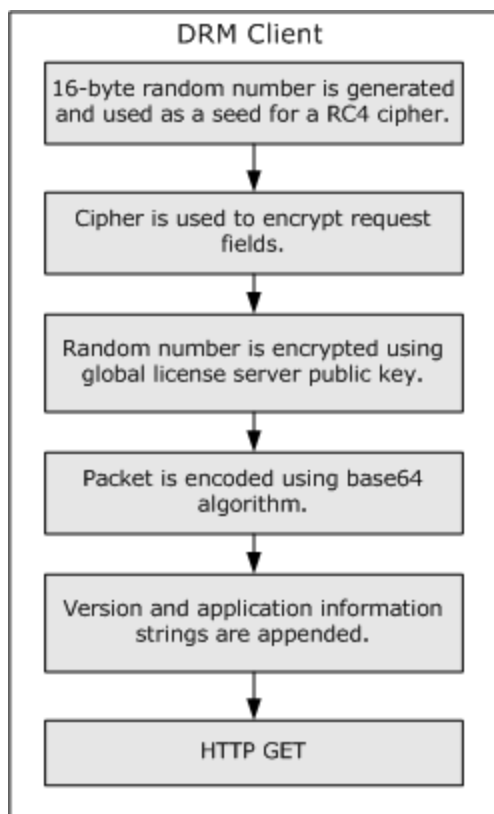 DRM Client
16-byte random number is generated
and used as a seed for a RC4 cipher.
Cipher is used to encrypt request
fields.
Random number is encrypted using
global license server public key.
Packet is encoded using base64
algorithm.
Version and application information
strings are appended.
HTTP GET